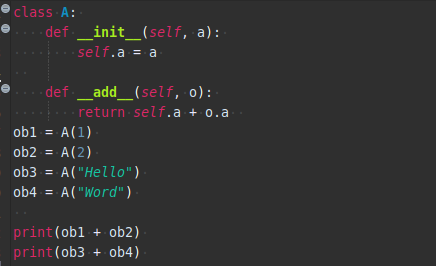 class A:
    def __init__(self, a):
        self.a = a
    def __add__(self, o):
        return self.a + o.a
ob1 = A(1)
ob2 = A(2)
ob3 = A("Hello")
ob4 = A("Word")
print(ob1 + ob2)
print(ob3 + ob4)